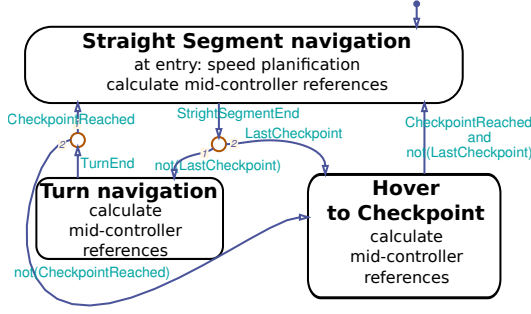 Straight Segment navigation
at entry: speed planification
calculate mid-controller references
CheckpointReached
StrightSegmentEnd
CheckpointReached
and
not(LastCheckpoint)
LastCheckpoint
2
1
2
TurnEnd
not(LastCheckpoint)
Turn navigation
calculate
mid-controller
references
Hover
to Checkpoint
calculate
mid-controller
references
not(CheckpointReached)